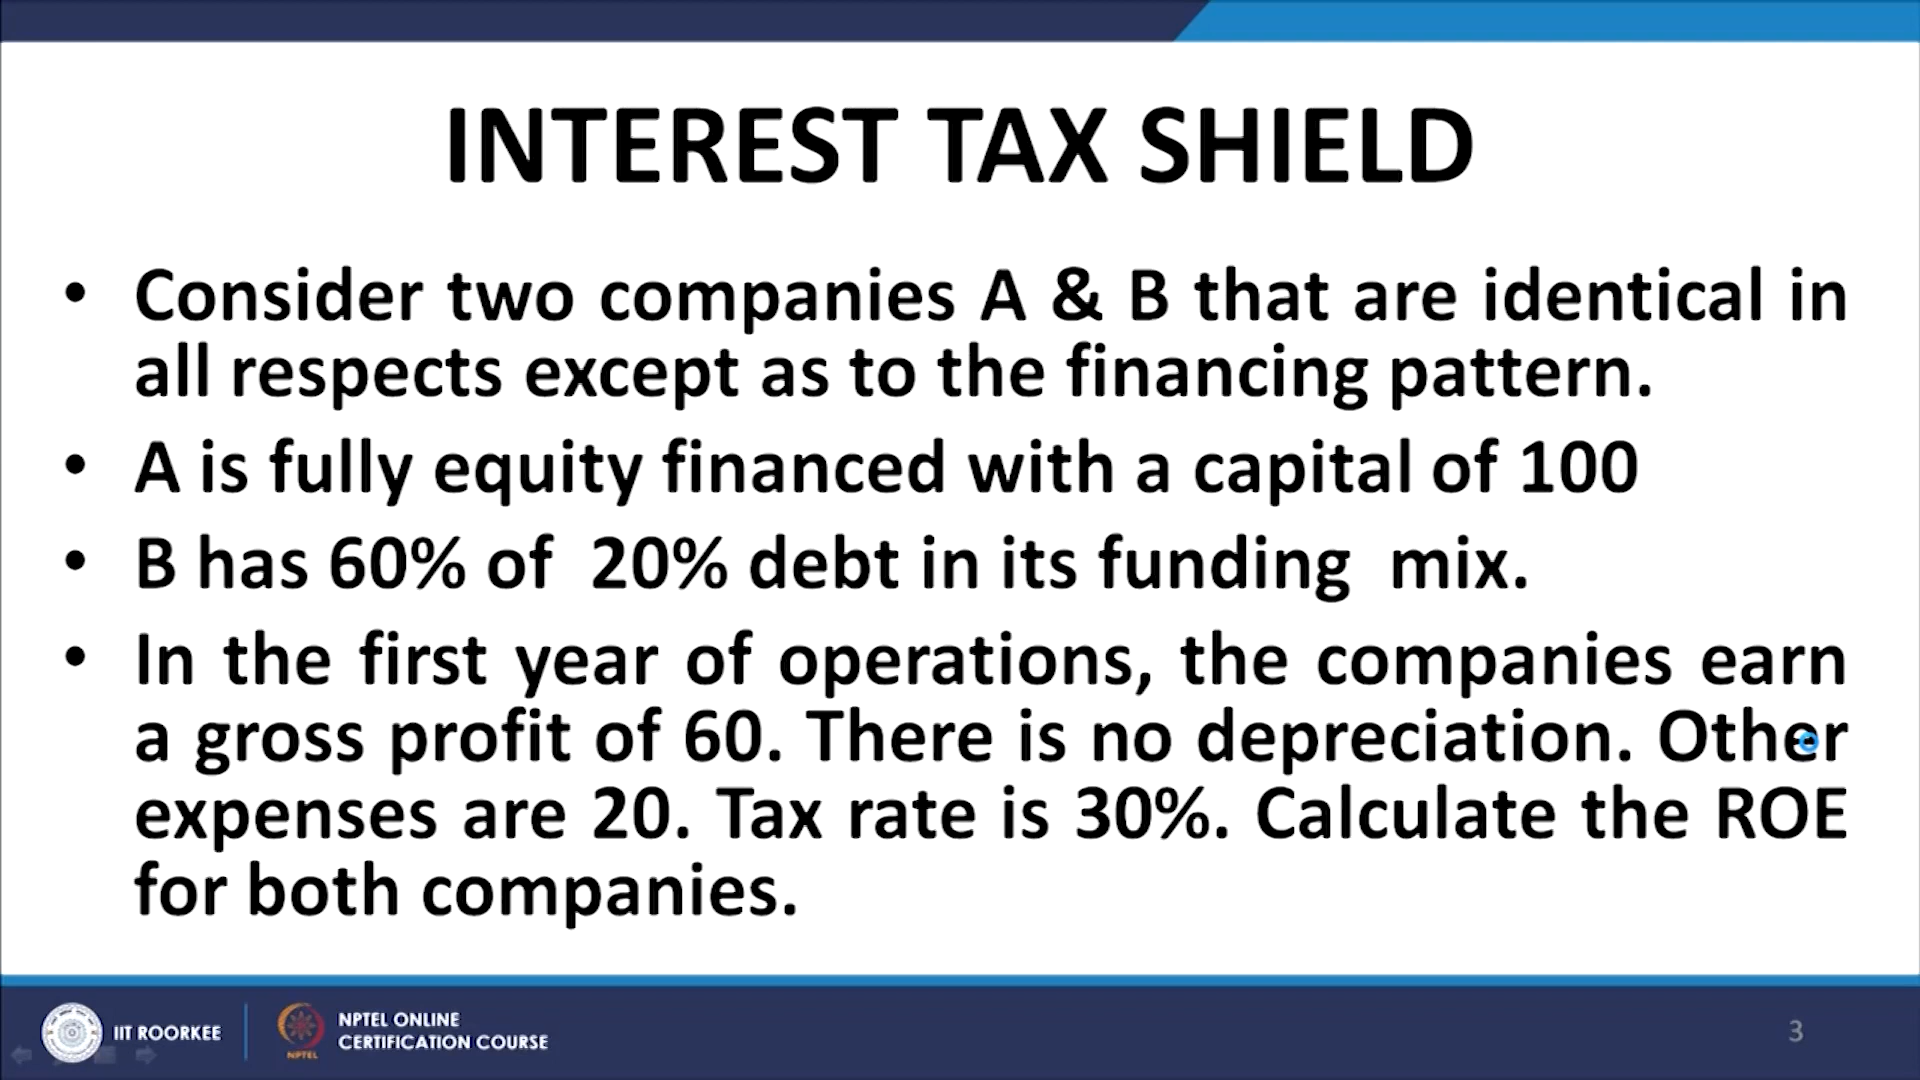 INTEREST TAX SHIELD
• Consider two companies A & B that are identical in
all respects except as to the financing pattern.
• A is fully equity financed with a capital of 100
• B has 60% of 20% debt in its funding mix.
• In the first year of operations, the companies earn
a gross profit of 60. There is no depreciation. Other
expenses are 20. Tax rate is 30%. Calculate the ROE
for both companies.
IIT ROORKEE
NPTEL
NPTEL ONLINE
CERTIFICATION COURSE
3